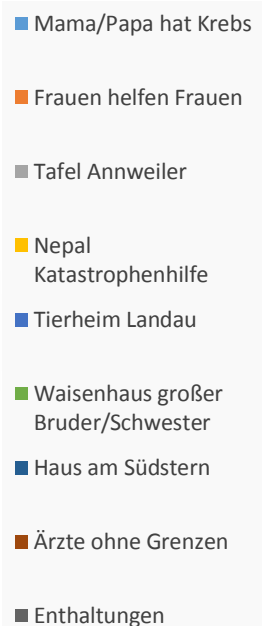 Mama/Papa hat Krebs
Frauen helfen Frauen
Tafel Annweiler
Nepal
Katastrophenhilfe
Tierheim Landau
Waisenhaus großer
Bruder/Schwester
Haus am Südstern
Ärzte ohne Grenzen
Enthaltungen